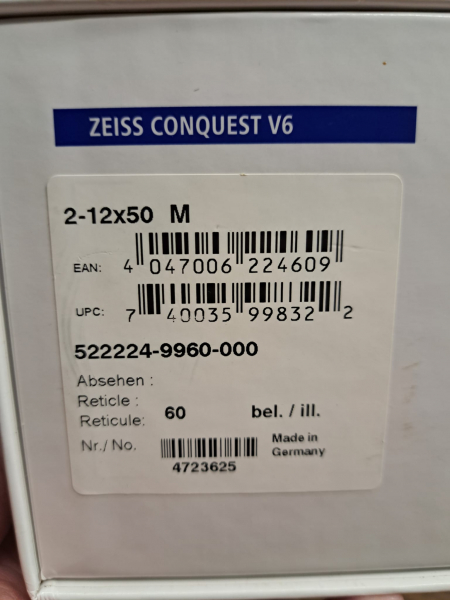 ZEISS CONQUEST V6
2-12x50 M
EAN: 4 047006 224609
UPC: 7 40035 99832 2
522224-9960-000
Absehen :
Reticle : 60 bel. / ill.
Reticule:
Nr./ No. 4723625
Made in
Germany